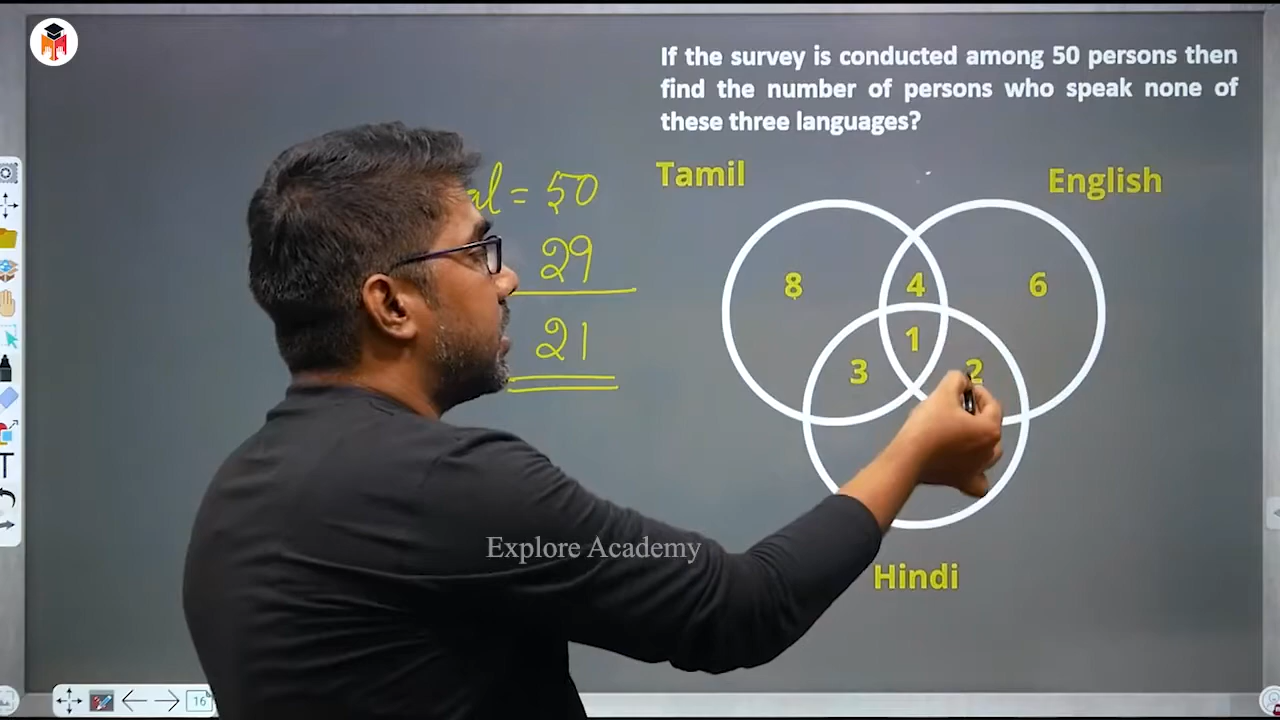 If the survey is conducted among 50 persons then
find the number of persons who speak none of
these three languages?
Tamil
English
= 50
29
21
8
4
6
1
3
2
Hindi
Explore Academy
T
16